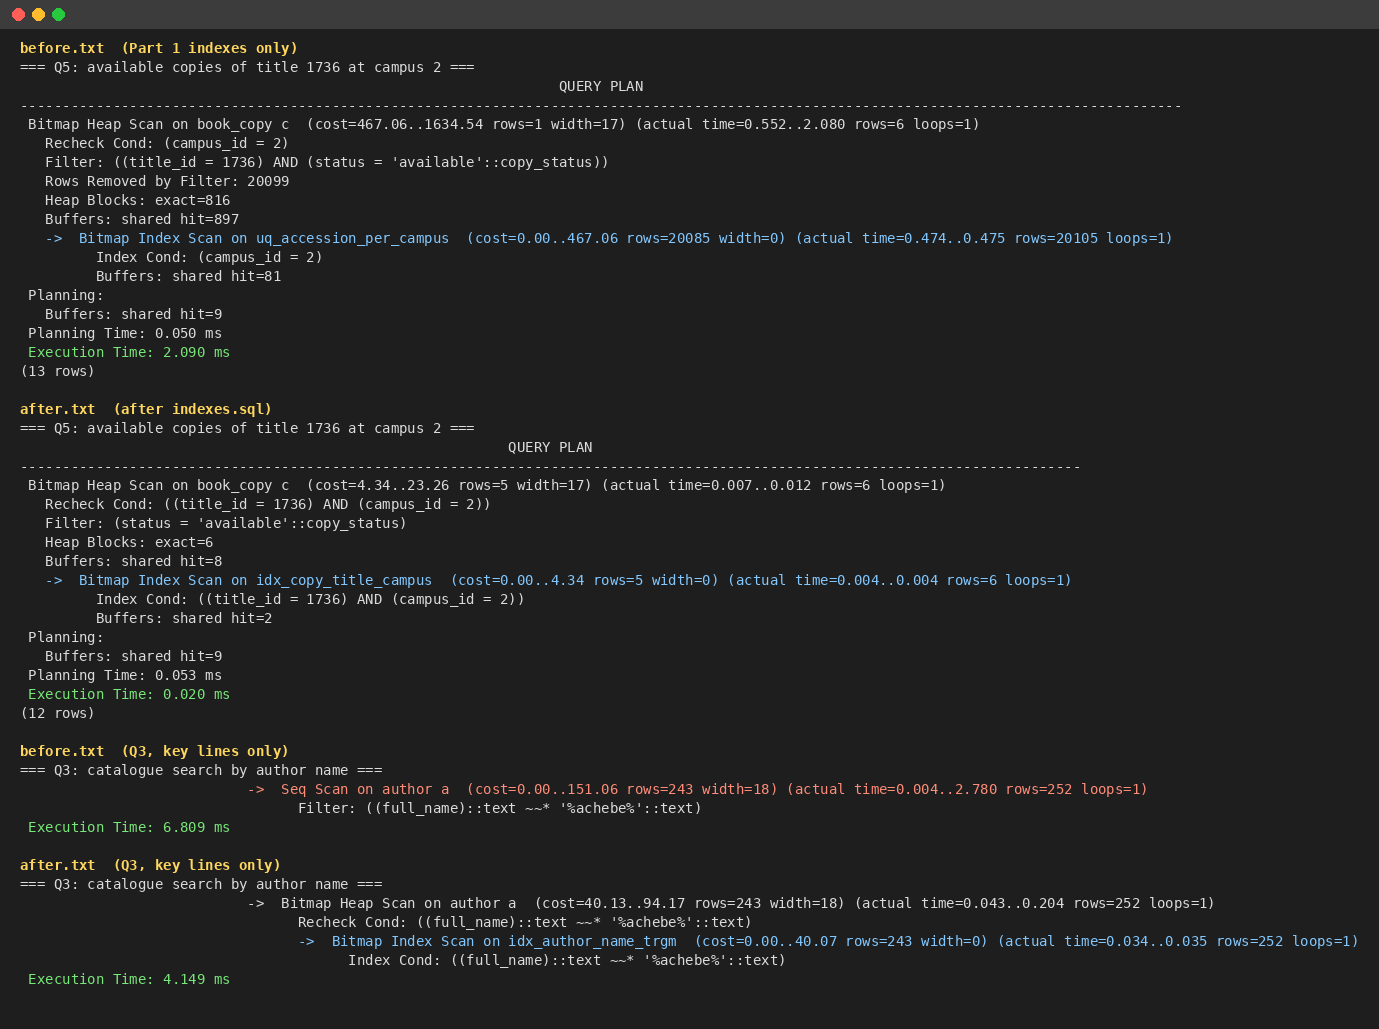 before.txt  (Part 1 indexes only)
=== Q5: available copies of title 1736 at campus 2 ===
                                                                QUERY PLAN
------------------------------------------------------------------------------------------------------------------------------------------
 Bitmap Heap Scan on book_copy c  (cost=467.06..1634.54 rows=1 width=17) (actual time=0.552..2.080 rows=6 loops=1)
   Recheck Cond: (campus_id = 2)
   Filter: ((title_id = 1736) AND (status = 'available'::copy_status))
   Rows Removed by Filter: 20099
   Heap Blocks: exact=816
   Buffers: shared hit=897
   ->  Bitmap Index Scan on uq_accession_per_campus  (cost=0.00..467.06 rows=20085 width=0) (actual time=0.474..0.475 rows=20105 loops=1)
         Index Cond: (campus_id = 2)
         Buffers: shared hit=81
 Planning:
   Buffers: shared hit=9
 Planning Time: 0.050 ms
 Execution Time: 2.090 ms
(13 rows)

after.txt  (after indexes.sql)
=== Q5: available copies of title 1736 at campus 2 ===
                                                          QUERY PLAN
------------------------------------------------------------------------------------------------------------------------------
 Bitmap Heap Scan on book_copy c  (cost=4.34..23.26 rows=5 width=17) (actual time=0.007..0.012 rows=6 loops=1)
   Recheck Cond: ((title_id = 1736) AND (campus_id = 2))
   Filter: (status = 'available'::copy_status)
   Heap Blocks: exact=6
   Buffers: shared hit=8
   ->  Bitmap Index Scan on idx_copy_title_campus  (cost=0.00..4.34 rows=5 width=0) (actual time=0.004..0.004 rows=6 loops=1)
         Index Cond: ((title_id = 1736) AND (campus_id = 2))
         Buffers: shared hit=2
 Planning:
   Buffers: shared hit=9
 Planning Time: 0.053 ms
 Execution Time: 0.020 ms
(12 rows)

before.txt  (Q3, key lines only)
=== Q3: catalogue search by author name ===
                           ->  Seq Scan on author a  (cost=0.00..151.06 rows=243 width=18) (actual time=0.004..2.780 rows=252 loops=1)
                                 Filter: ((full_name)::text ~~* '%achebe%'::text)
 Execution Time: 6.809 ms

after.txt  (Q3, key lines only)
=== Q3: catalogue search by author name ===
                           ->  Bitmap Heap Scan on author a  (cost=40.13..94.17 rows=243 width=18) (actual time=0.043..0.204 rows=252 loops=1)
                                 Recheck Cond: ((full_name)::text ~~* '%achebe%'::text)
                                 ->  Bitmap Index Scan on idx_author_name_trgm  (cost=0.00..40.07 rows=243 width=0) (actual time=0.034..0.035 rows=252 loops=1)
                                       Index Cond: ((full_name)::text ~~* '%achebe%'::text)
 Execution Time: 4.149 ms